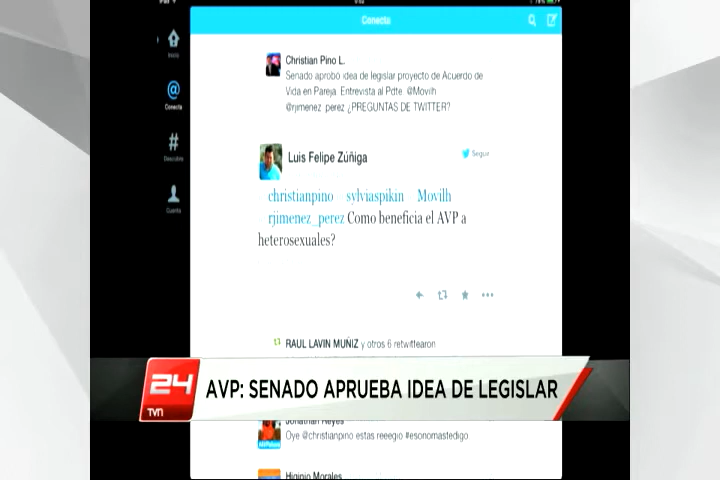 Conecta
Inicio
Conecta
Descubre
Cuenta
Christian Pino L.
Senado aprobó idea de legislar proyecto de Acuerdo de
Vida en Pareja. Entrevista al Pdte. @Movilh
@rjimenez_perez ¿PREGUNTAS DE TWITTER?
Luis Felipe Zúñiga
Seguir
christianpino sylviaspikin Movilh
rjimenez_perez Como beneficia el AVP a
heterosexuales?
RAUL LAVIN MUÑIZ y otros 6 retwittearon
24
TVN
AVP: SENADO APRUEBA IDEA DE LEGISLAR
Jonathan Reyes
Oye @christianpino estas reeegio #esonomastedigo
Higinio Morales